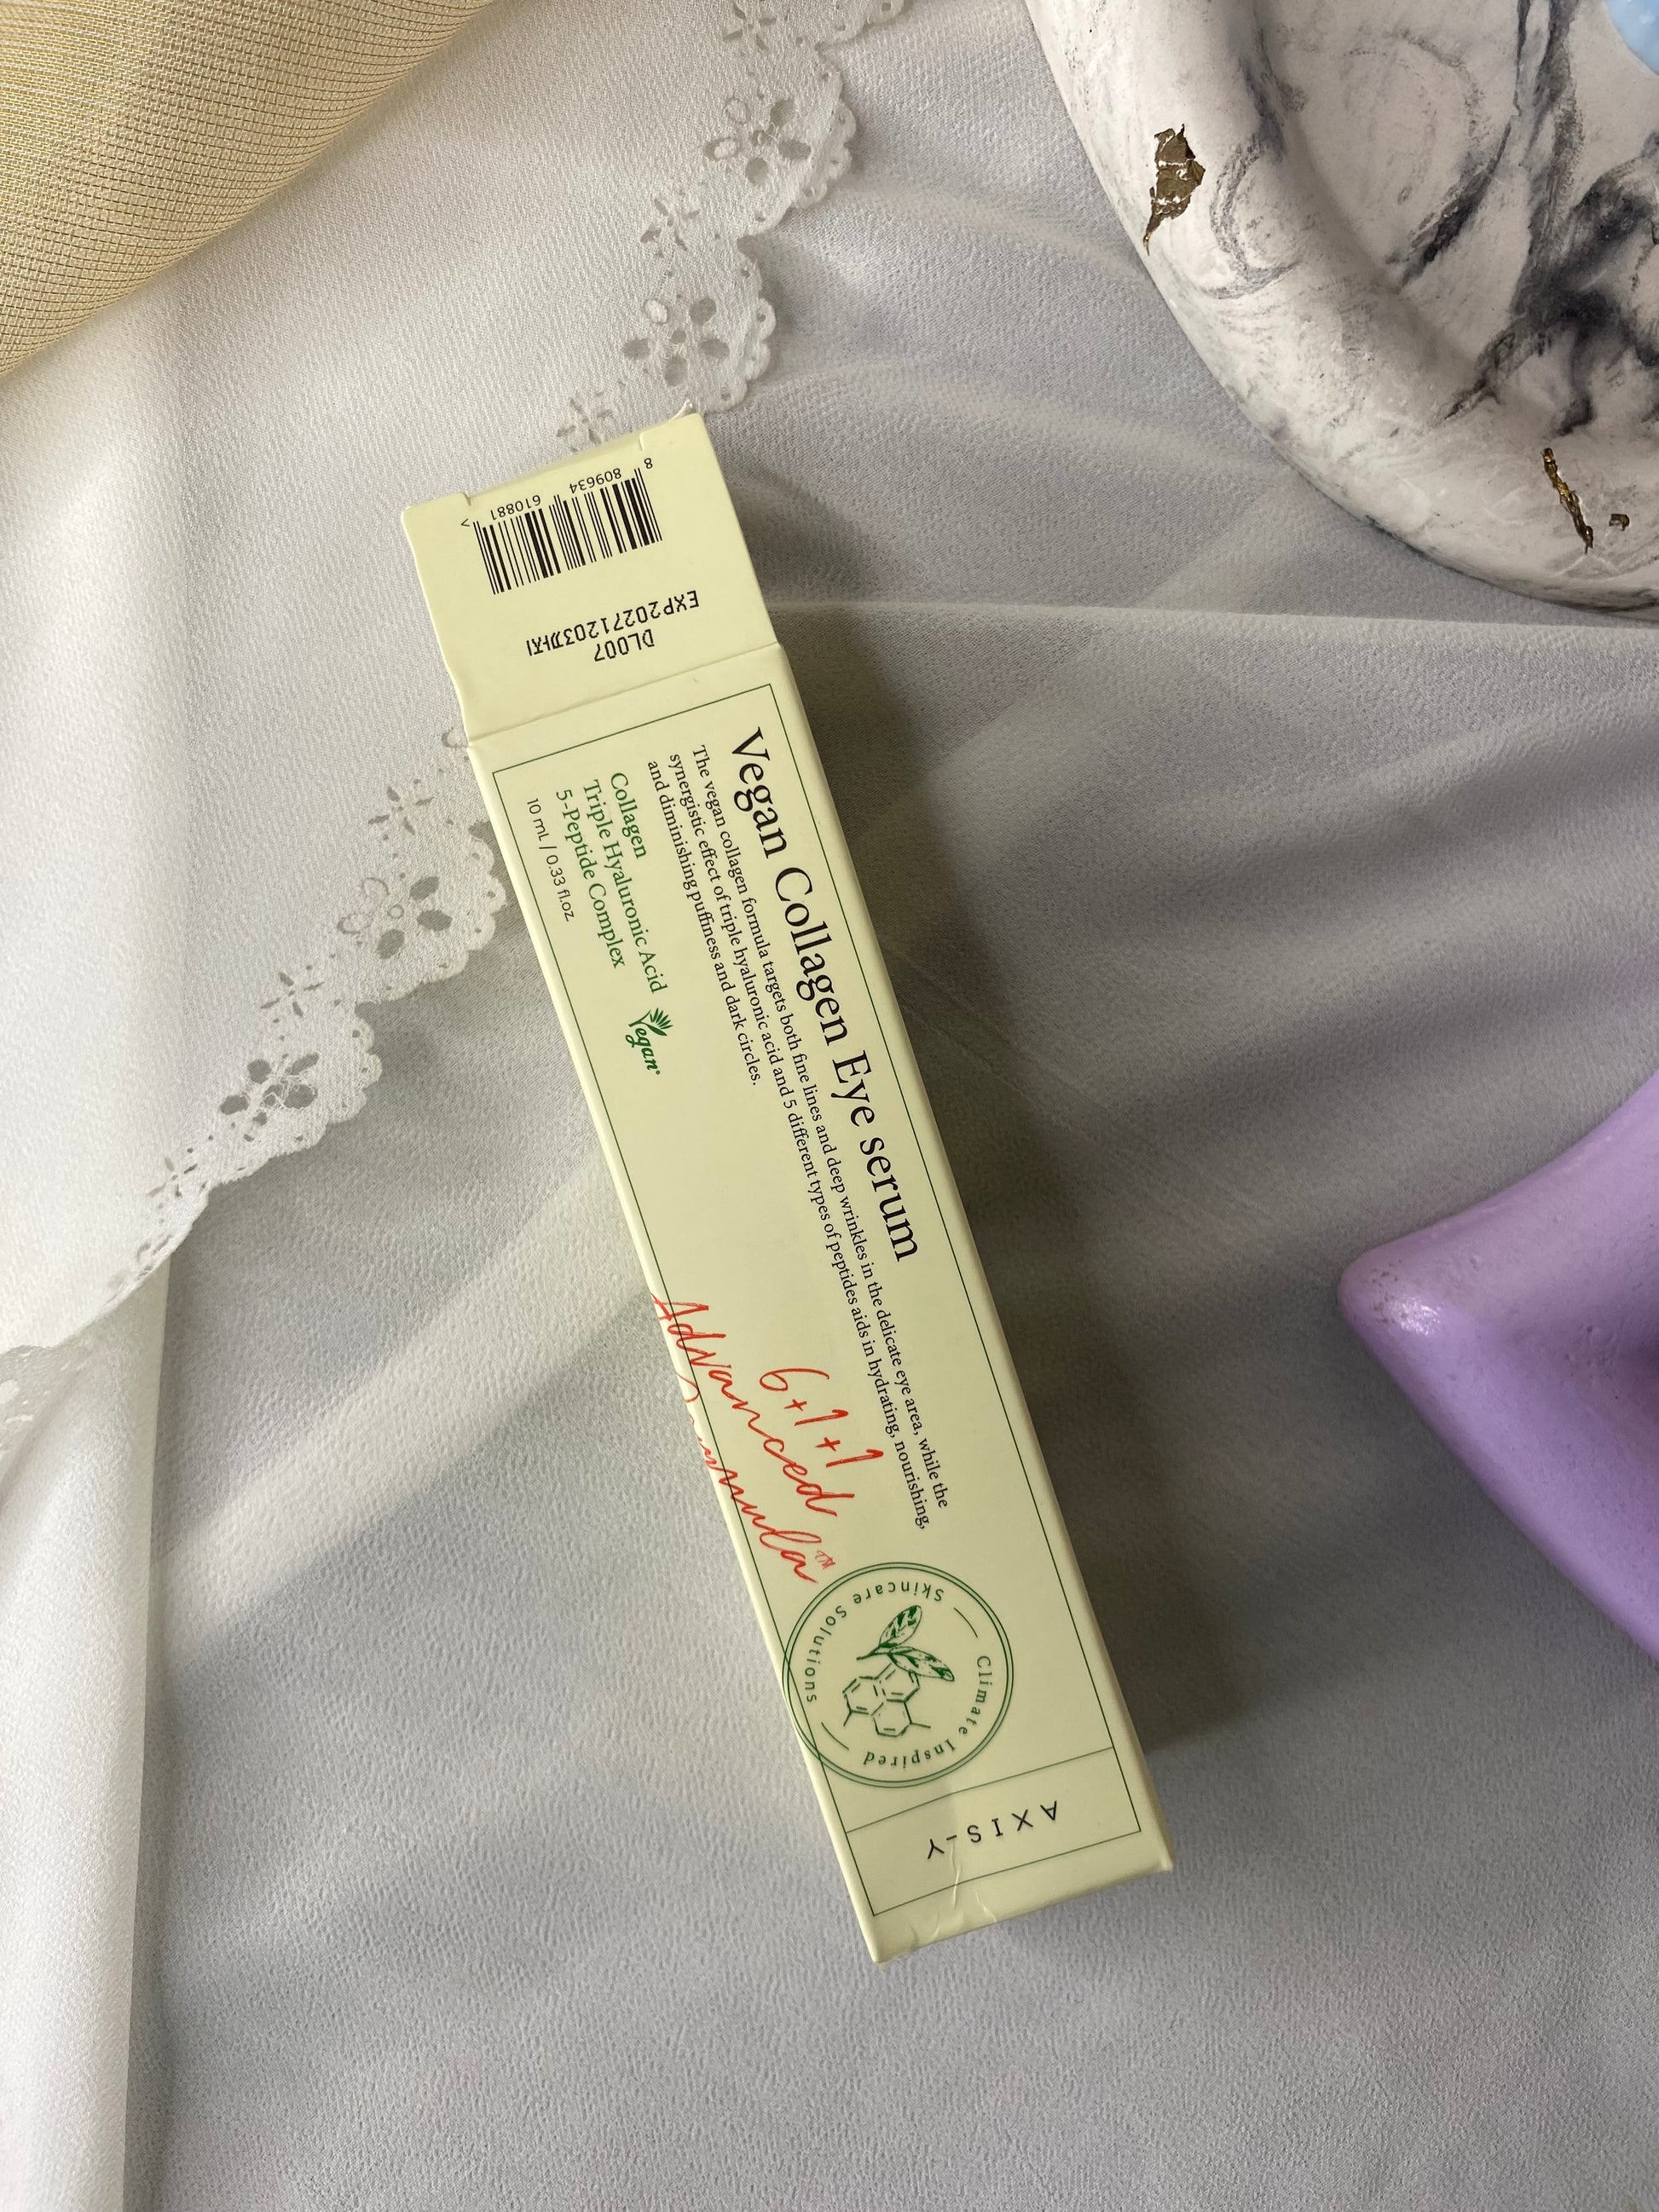 8 809634 610881 >
DL007
EXP20271203까지
Vegan Collagen Eye serum
The vegan collagen formula targets both fine lines and deep wrinkles in the delicate eye area, while the
synergistic effect of triple hyaluronic acid and 5 different types of peptides aids in hydrating, nourishing,
and diminishing puffiness and dark circles.
Collagen
Triple Hyaluronic Acid
5-Peptide Complex
Vegan
10 mL / 0.33 fl.oz
6+1+1
Advanced
Formula™
Climate Inspired
Skincare Solutions
AXIS-Y